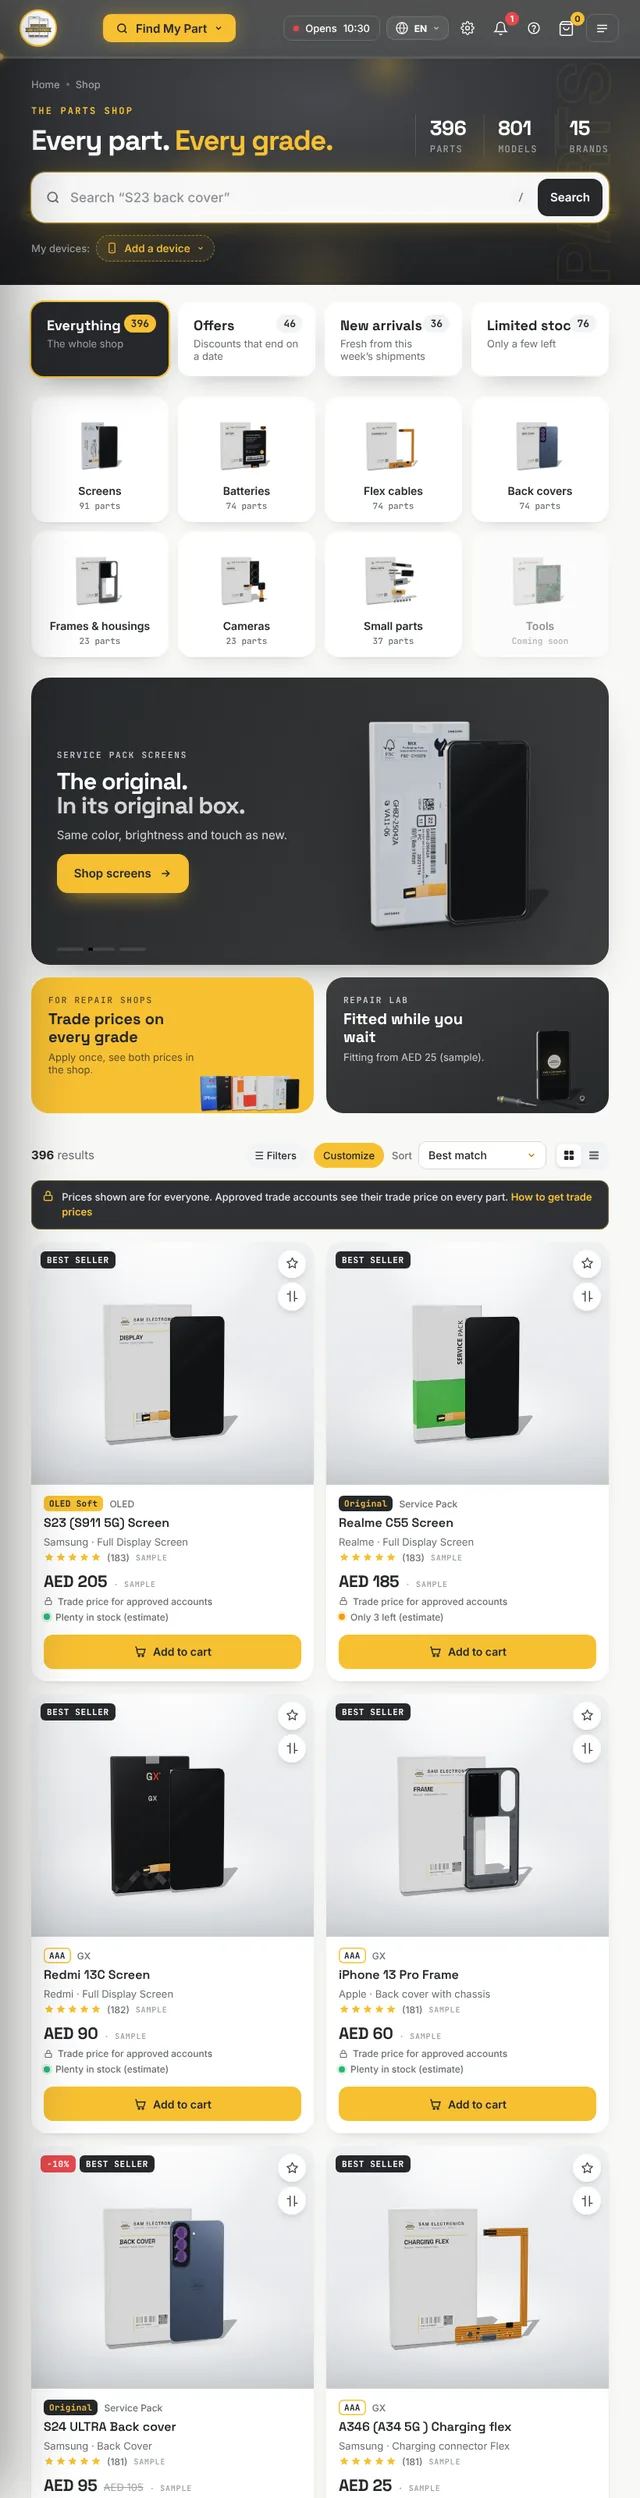 Find My Part
Opens 10:30
EN
1
0
Home • Shop
THE PARTS SHOP
Every part. Every grade.
396 PARTS
801 MODELS
15 BRANDS
PARTS
Search “S23 back cover”
/
Search
My devices:
Add a device
Everything 396
The whole shop
Offers 46
Discounts that end on
a date
New arrivals 36
Fresh from this
week's shipments
Limited stoc 76
Only a few left
Screens
91 parts
Batteries
74 parts
Flex cables
74 parts
Back covers
74 parts
Frames & housings
23 parts
Cameras
23 parts
Small parts
37 parts
Tools
Coming soon
SERVICE PACK SCREENS
The original.
In its original box.
Same color, brightness and touch as new.
Shop screens →
GH82-25042A
VA11-06
FOR REPAIR SHOPS
Trade prices on
every grade
Apply once, see both prices in
the shop.
REPAIR LAB
Fitted while you
wait
Fitting from AED 25 (sample).
396 results
Filters
Customize
Sort
Best match
Prices shown are for everyone. Approved trade accounts see their trade price on every part. How to get trade
prices
BEST SELLER
SAM ELECTRON
DISPLAY
OLED Soft OLED
S23 (S911 5G) Screen
Samsung · Full Display Screen
★★★★★ (183) SAMPLE
AED 205 · SAMPLE
Trade price for approved accounts
Plenty in stock (estimate)
Add to cart
BEST SELLER
SERVICE PACK
Original Service Pack
Realme C55 Screen
Realme · Full Display Screen
★★★★★ (183) SAMPLE
AED 185 · SAMPLE
Trade price for approved accounts
Only 3 left (estimate)
Add to cart
BEST SELLER
GX
GX
AAA GX
Redmi 13C Screen
Redmi · Full Display Screen
★★★★★ (182) SAMPLE
AED 90 · SAMPLE
Trade price for approved accounts
Plenty in stock (estimate)
Add to cart
BEST SELLER
SAM ELECTRON
FRAME
AAA GX
iPhone 13 Pro Frame
Apple · Back cover with chassis
★★★★★ (181) SAMPLE
AED 60 · SAMPLE
Trade price for approved accounts
Plenty in stock (estimate)
Add to cart
-10% BEST SELLER
SAM ELECTRONICS
BACK COVER
Original Service Pack
S24 ULTRA Back cover
Samsung · Back Cover
★★★★★ (181) SAMPLE
AED 95 AED 105 · SAMPLE
BEST SELLER
SAM ELECTRONICS
CHARGING FLEX
AAA GX
A346 (A34 5G ) Charging flex
Samsung · Charging connector Flex
★★★★★ (181) SAMPLE
AED 25 · SAMPLE